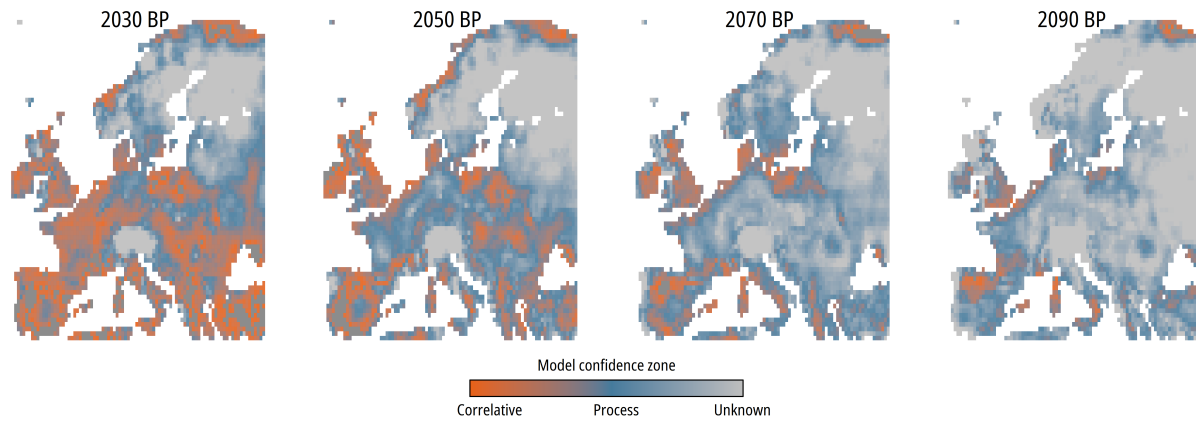 2030 BP
2050 BP
2070 BP
2090 BP
Model confidence zone
Correlative Process Unknown